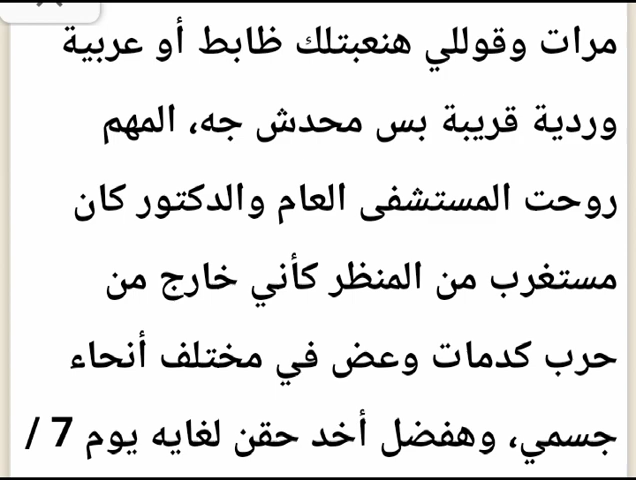 مرات وقوللي هنعبتلك ظابط أو عربية
وردية قريبة بس محدش جه، المهم
روحت المستشفى العام والدكتور كان
مستغرب من المنظر كأني خارج من
حرب كدمات وعض في مختلف أنحاء
جسمي، وهفضل أخد حقن لغايه يوم 7 /